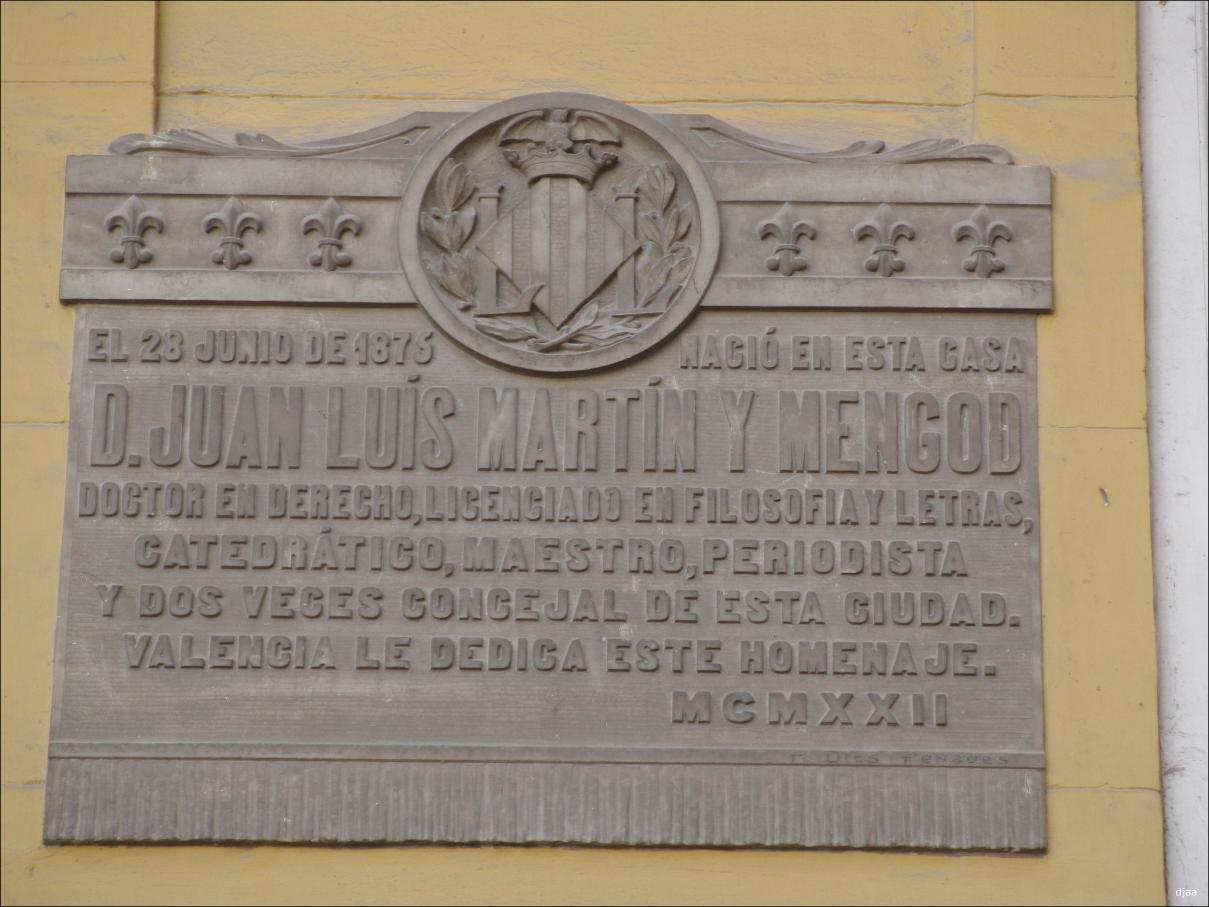 EL 28 JUNIO DE 1875 NACIÓ EN ESTA CASA
D. JUAN LUÍS MARTÍN Y MENGOD
DOCTOR EN DERECHO, LICENCIADO EN FILOSOFIA Y LETRAS,
CATEDRÁTICO, MAESTRO, PERIODISTA
Y DOS VECES CONCEJAL DE ESTA CIUDAD.
VALENCIA LE DEDICA ESTE HOMENAJE.
MCMXXII
djaa